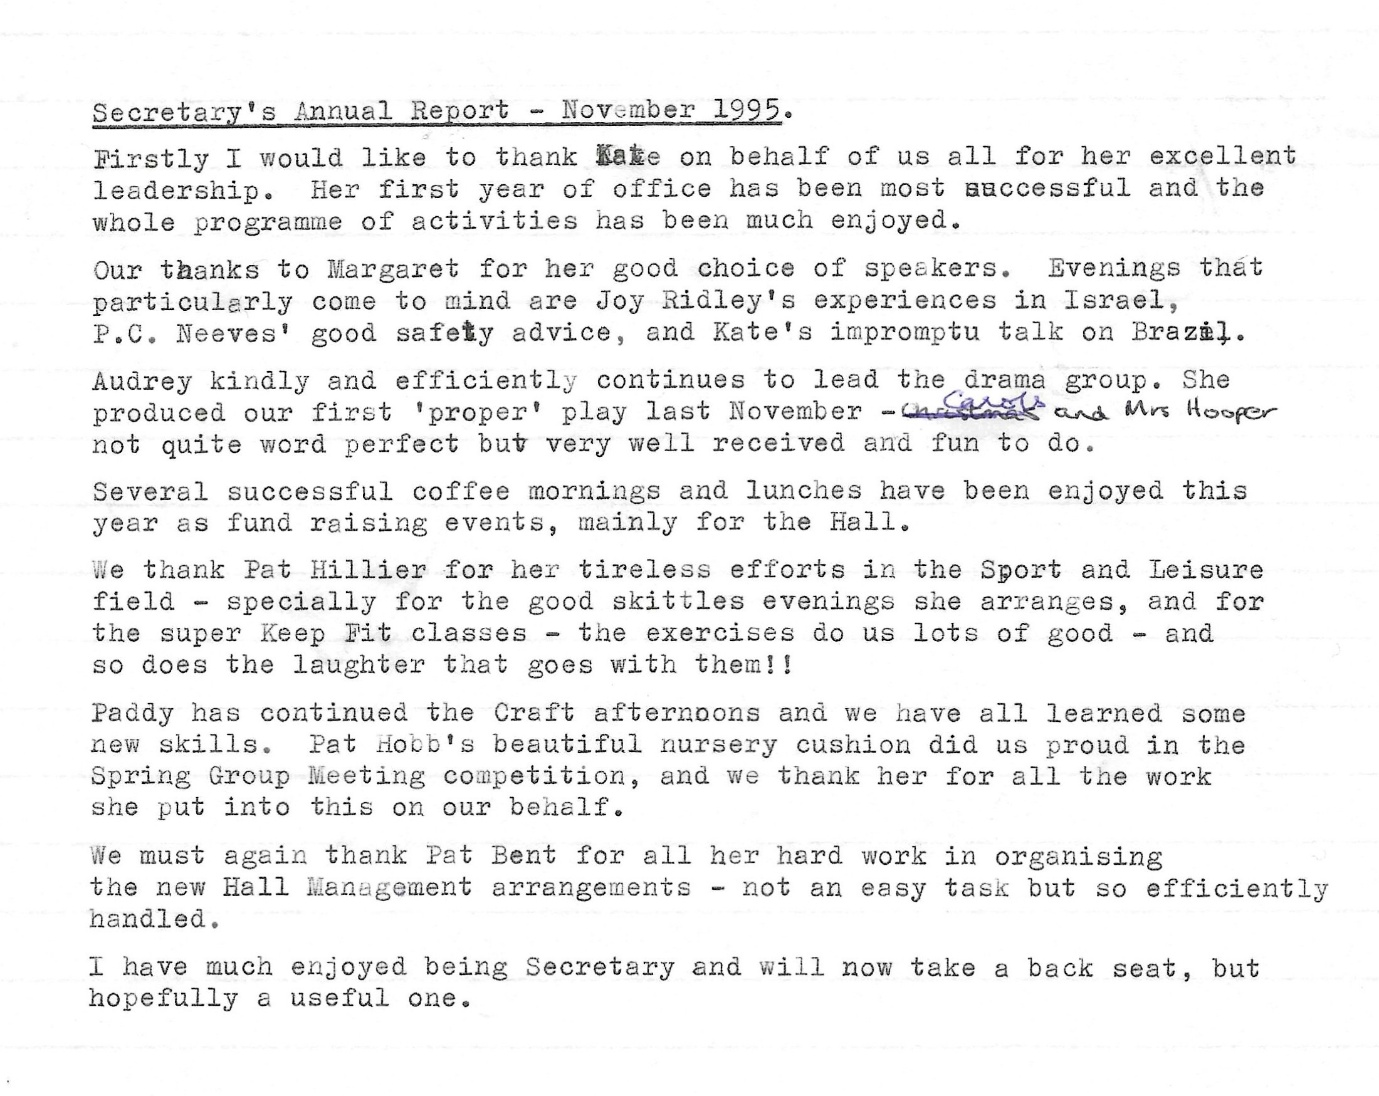 Secretary's Annual Report - November 1995.
Firstly I would like to thank Kate on behalf of us all for her excellent
leadership.  Her first year of office has been most successful and the
whole programme of activities has been much enjoyed.
Our thanks to Margaret for her good choice of speakers.  Evenings that
particularly come to mind are Joy Ridley's experiences in Israel,
P.C. Neeves' good safety advice, and Kate's impromptu talk on Brazil.
Audrey kindly and efficiently continues to lead the drama group. She
produced our first 'proper' play last November - Christmas Carols and Mrs Hooper
not quite word perfect but very well received and fun to do.
Several successful coffee mornings and lunches have been enjoyed this
year as fund raising events, mainly for the Hall.
We thank Pat Hillier for her tireless efforts in the Sport and Leisure
field - specially for the good skittles evenings she arranges, and for
the super Keep Fit classes - the exercises do us lots of good - and
so does the laughter that goes with them!!
Paddy has continued the Craft afternoons and we have all learned some
new skills.  Pat Hobb's beautiful nursery cushion did us proud in the
Spring Group Meeting competition, and we thank her for all the work
she put into this on our behalf.
We must again thank Pat Bent for all her hard work in organising
the new Hall Management arrangements - not an easy task but so efficiently
handled.
I have much enjoyed being Secretary and will now take a back seat, but
hopefully a useful one.